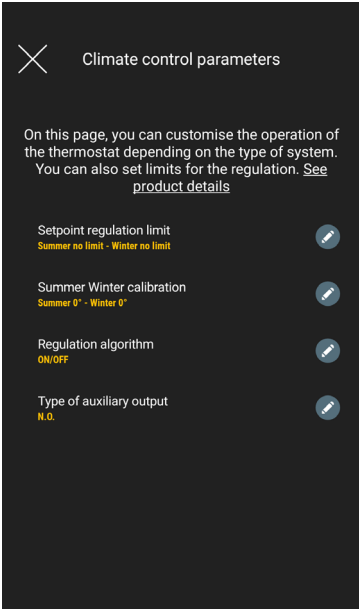 Climate control parameters
On this page, you can customise the operation of
the thermostat depending on the type of system.
You can also set limits for the regulation. See
product details
Setpoint regulation limit
Summer no limit - Winter no limit
Summer Winter calibration
Summer 0° - Winter 0°
Regulation algorithm
ON/OFF
Type of auxiliary output
N.O.